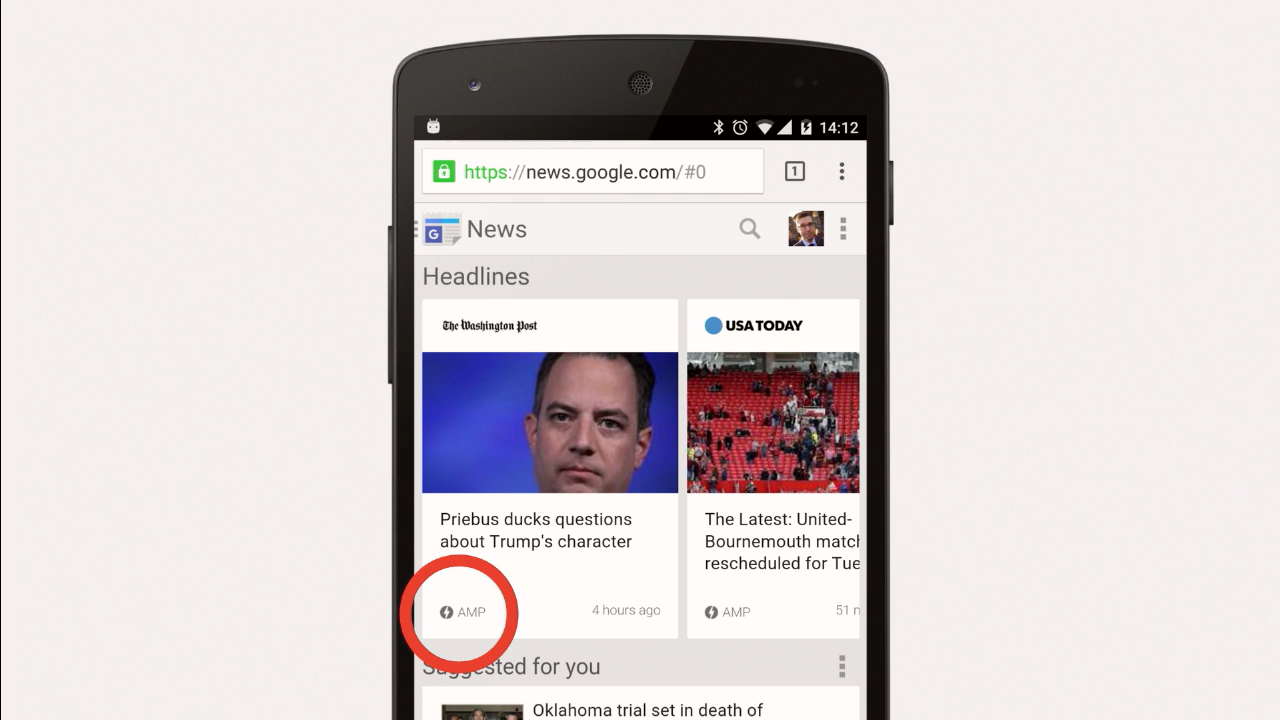 14:12
https://news.google.com/#0
1
G News
Headlines
The Washington Post
USA TODAY
Priebus ducks questions
about Trump's character
The Latest: United-
Bournemouth match
rescheduled for Tue
AMP
4 hours ago
AMP
51 m
Suggested for you
Oklahoma trial set in death of